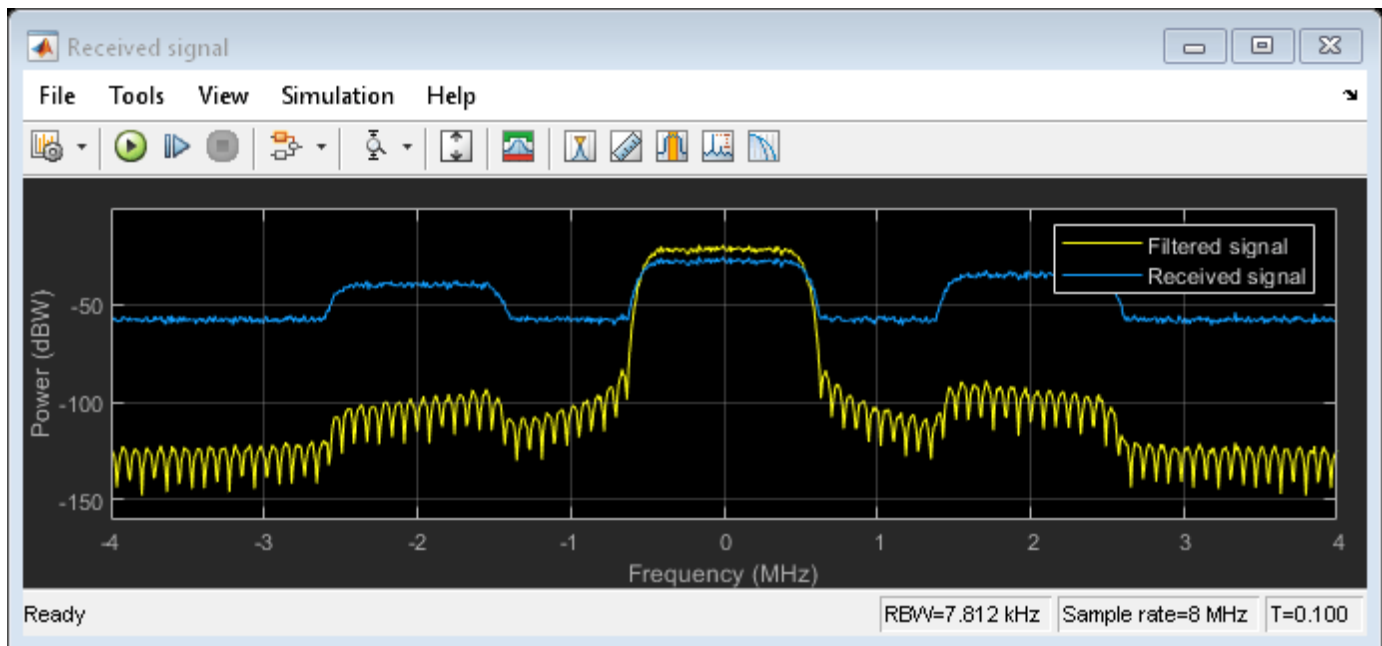 Received signal
File Tools View Simulation Help
Filtered signal
Received signal
Power (dBW)
-50
-100
-150
-4 -3 -2 -1 0 1 2 3 4
Frequency (MHz)
Ready RBW=7.812 kHz Sample rate=8 MHz T=0.100